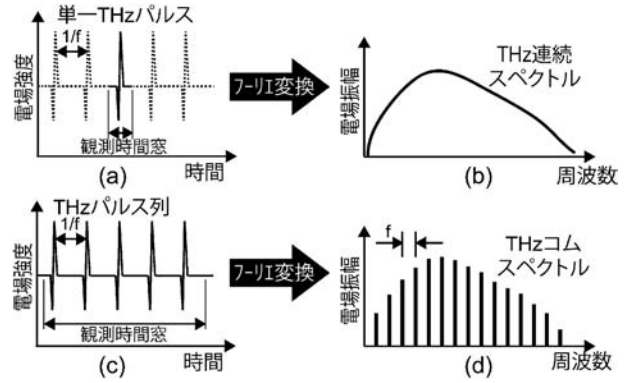 単一THzパルス
1/f
電場強度
観測時間窓
時間
(a)
フーリエ変換
THz連続
スペクトル
電場振幅
周波数
(b)
THzパルス列
1/f
電場強度
観測時間窓
時間
(c)
フーリエ変換
f
THzコム
スペクトル
電場振幅
周波数
(d)